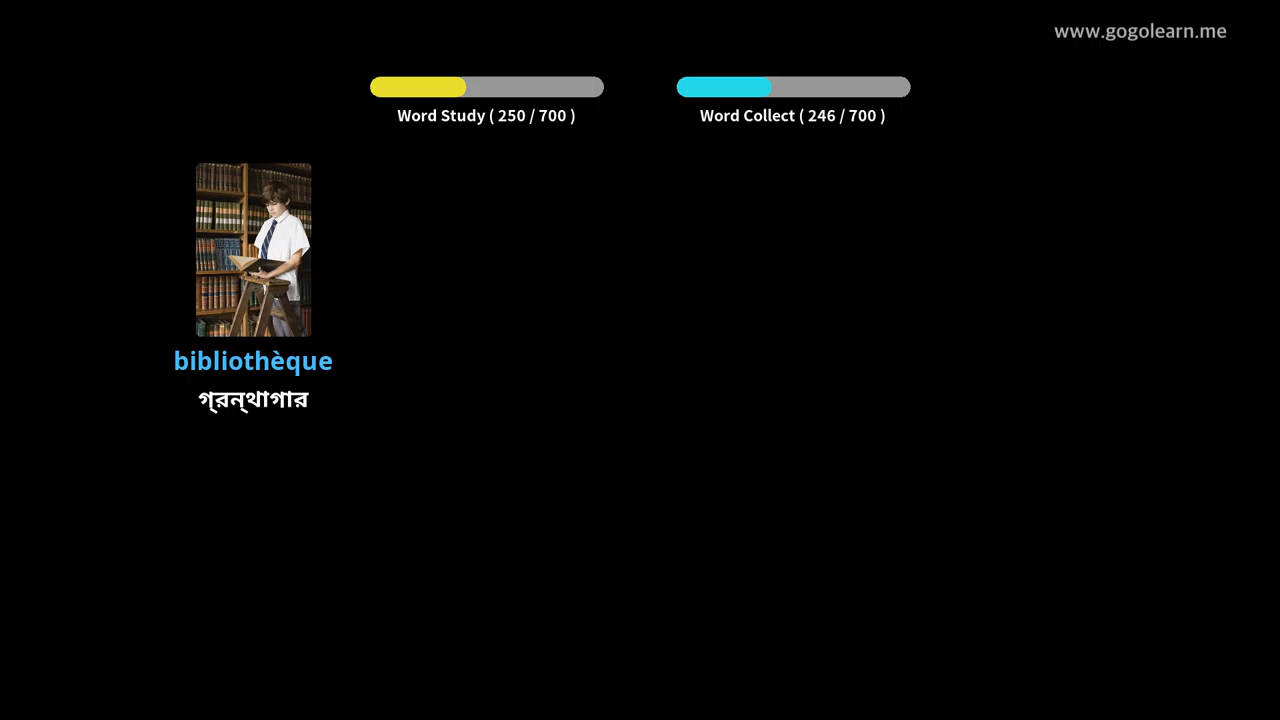 www.gogolearn.me
Word Study ( 250 / 700 )
Word Collect ( 246 / 700 )
bibliothèque
গ্রন্থাগার